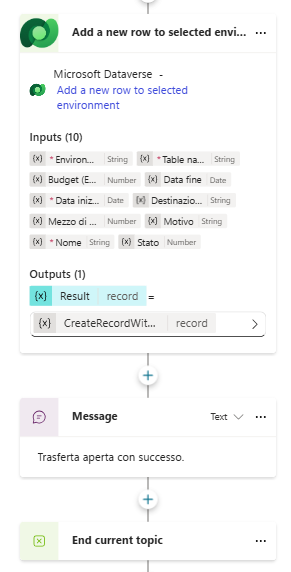 Add a new row to selected envi... ...
Microsoft Dataverse -
Add a new row to selected
environment
Inputs (10)
{x} * Environ... String {x} * Table na... String
{x} Budget (E... Number {x} Data fine Date
{x} * Data iniz... Date {x} Destinazio... String
{x} Mezzo di ... Number {x} Motivo String
{x} * Nome String {x} Stato Number
Outputs (1)
{x} Result record =
{x} CreateRecordWit... record
Message Text ...
Trasferta aperta con successo.
End current topic ...